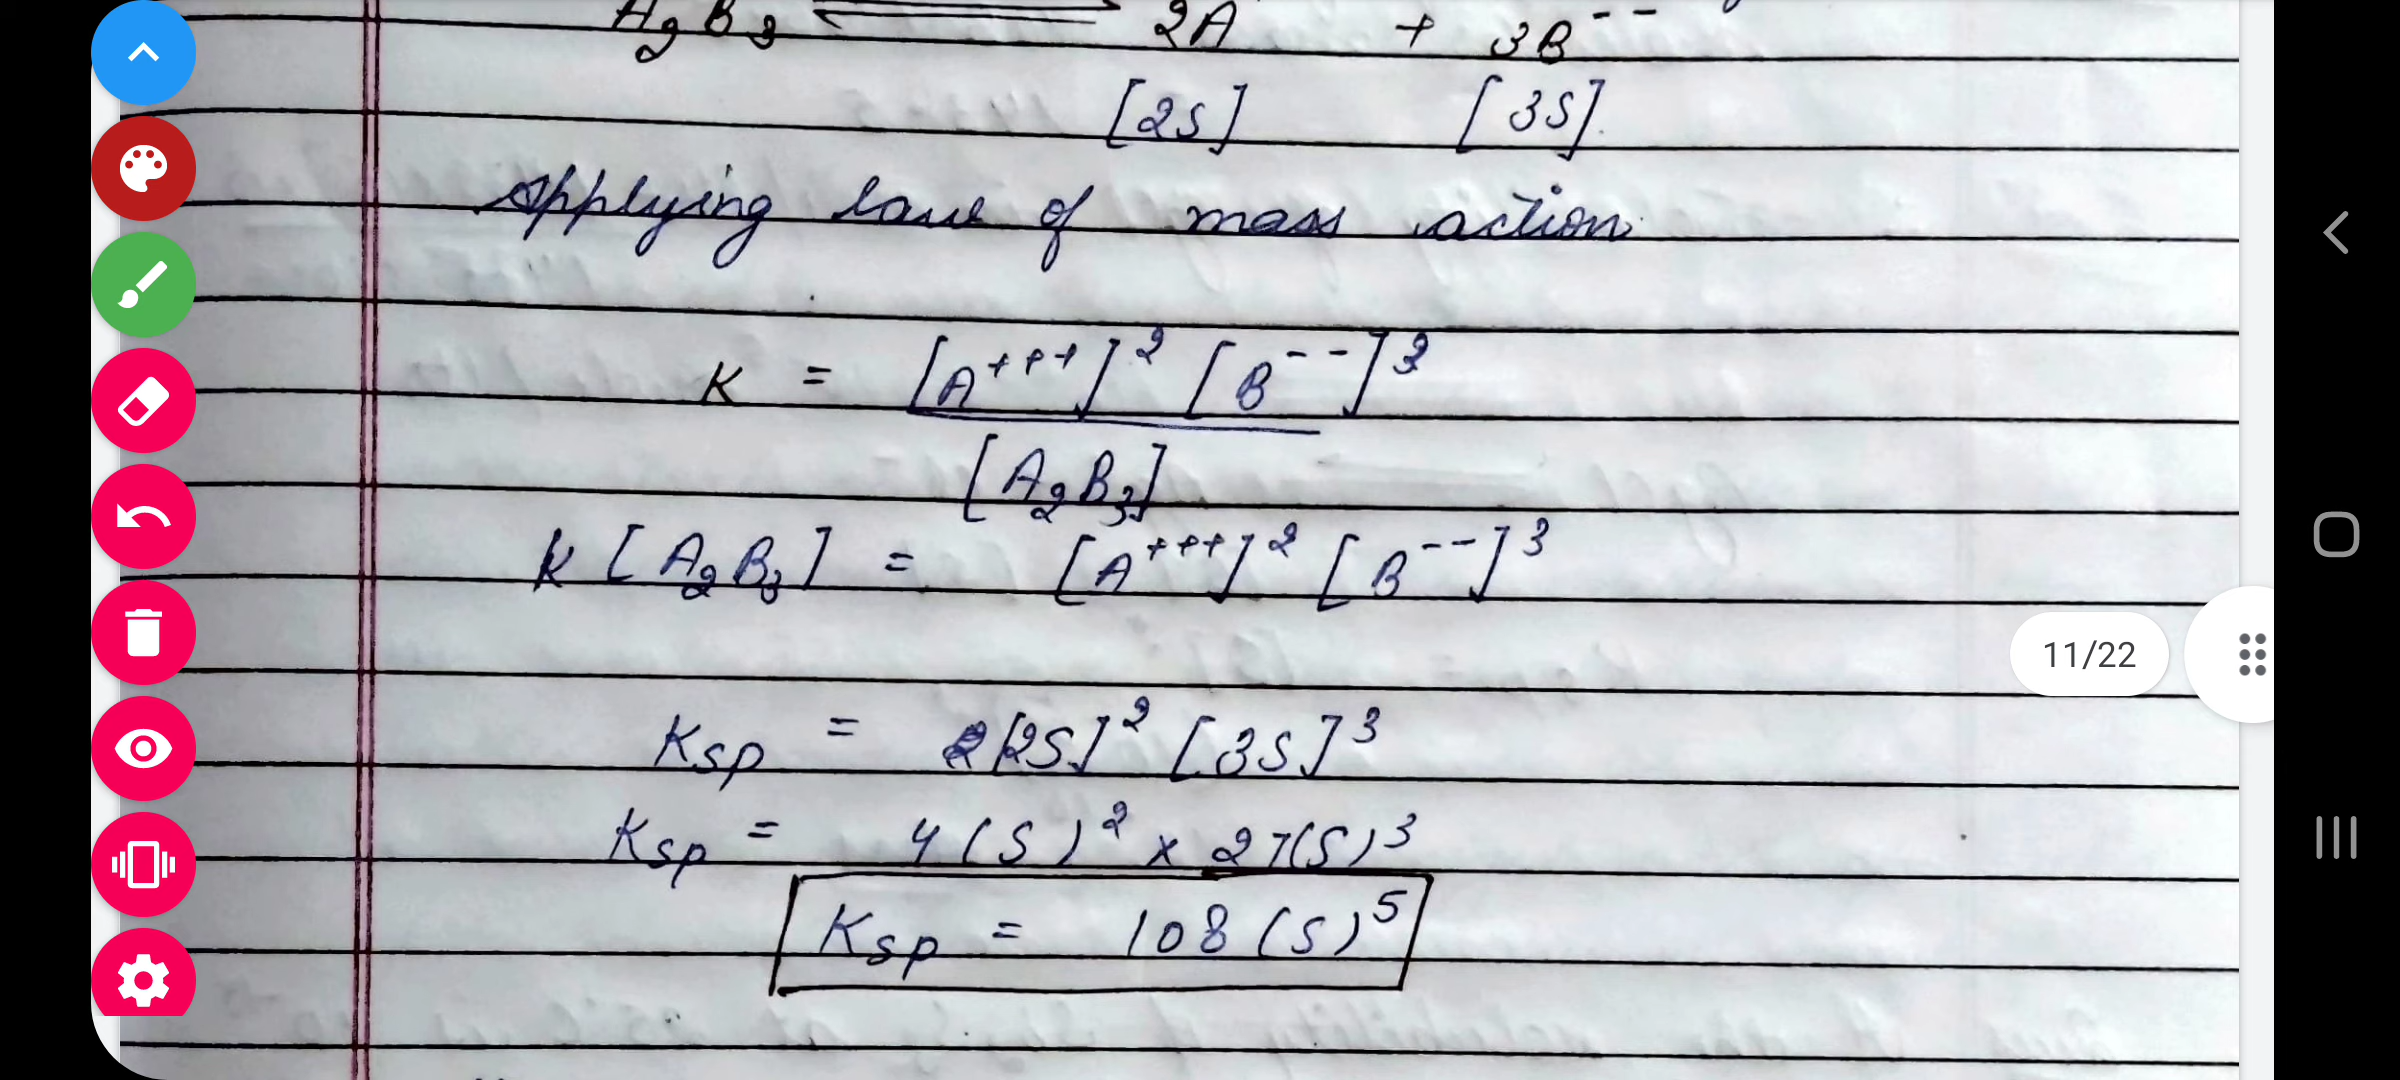 A₂B₃ ⇌ 2A + 3B⁻⁻
[2S] [3S].
Applying law of mass action.
K = [A⁺⁺⁺]² [B⁻⁻]³
[A₂B₃]
K [A₂B₃] = [A⁺⁺⁺]² [B⁻⁻]³
11/22
Ksp = [2S]² [3S]³
Ksp = 4(S)² × 27(S)³
Ksp = 108 (S)⁵